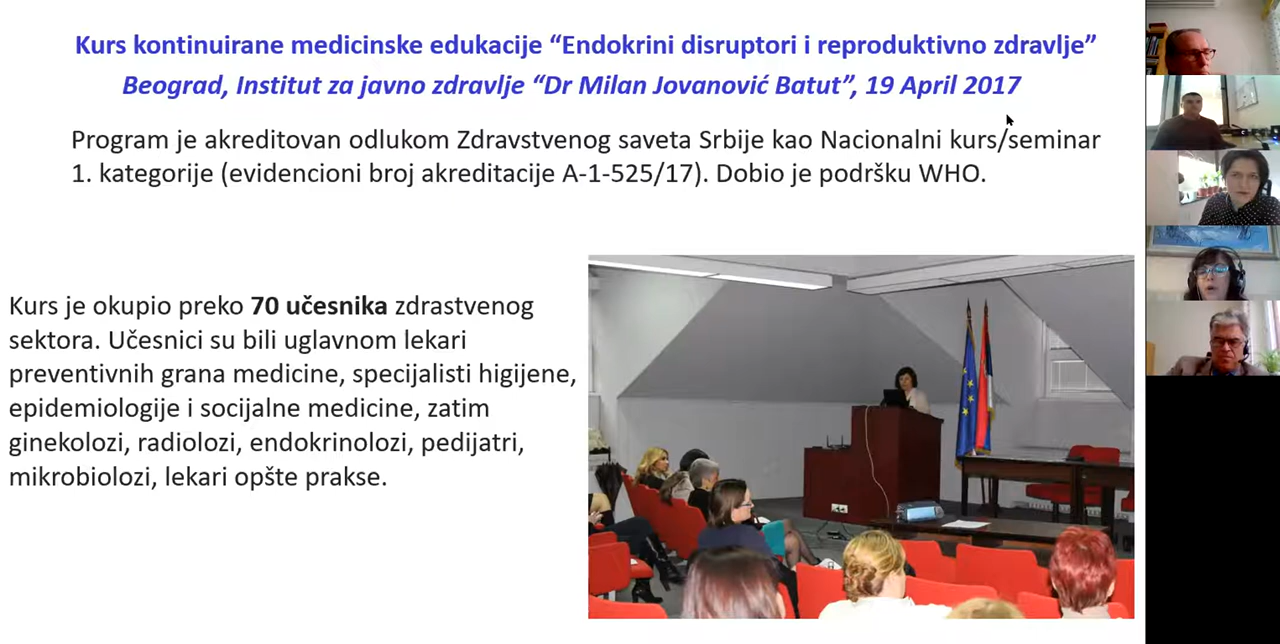 Kurs kontinuirane medicinske edukacije “Endokrini disruptori i reproduktivno zdravlje”
Beograd, Institut za javno zdravlje “Dr Milan Jovanović Batut”, 19 April 2017
Program je akreditovan odlukom Zdravstvenog saveta Srbije kao Nacionalni kurs/seminar
1. kategorije (evidencioni broj akreditacije A-1-525/17). Dobio je podršku WHO.
Kurs je okupio preko 70 učesnika zdrastvenog
sektora. Učesnici su bili uglavnom lekari
preventivnih grana medicine, specijalisti higijene,
epidemiologije i socijalne medicine, zatim
ginekolozi, radiolozi, endokrinolozi, pedijatri,
mikrobiolozi, lekari opšte prakse.